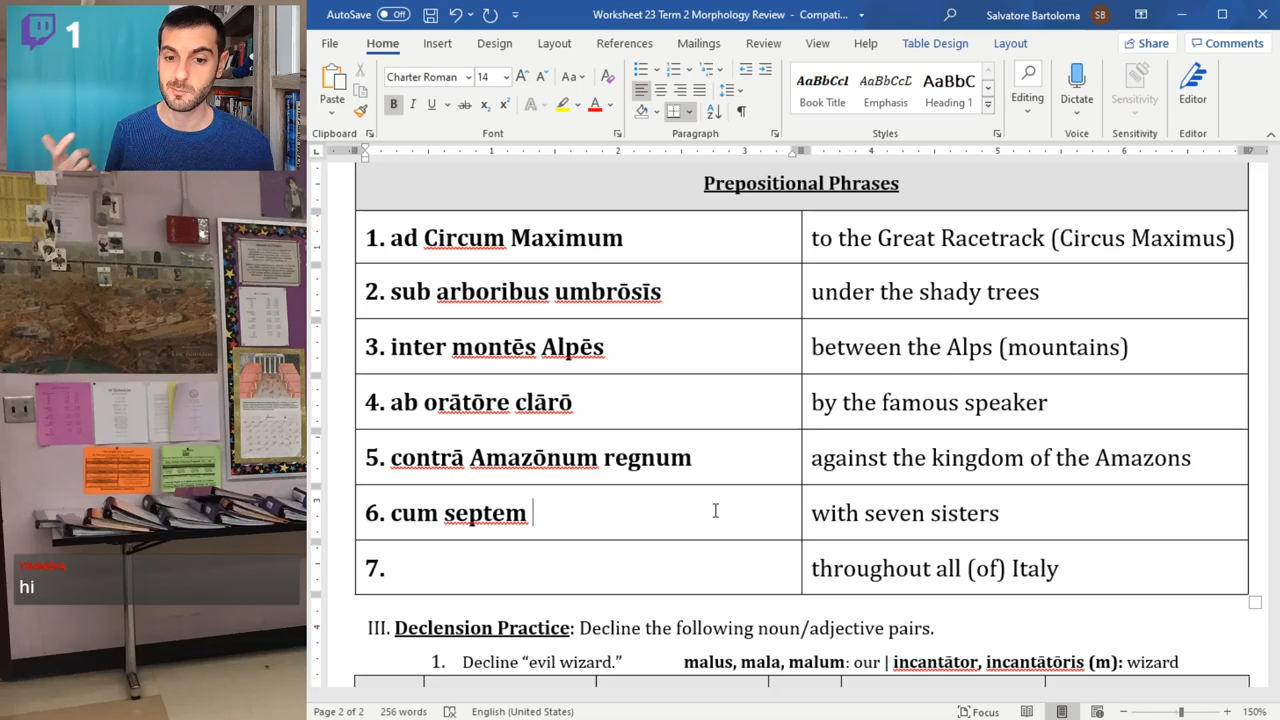 1
AutoSave Off
Worksheet 23 Term 2 Morphology Review - Compati...
Salvatore Bartoloma
SB
File Home Insert Design Layout References Mailings Review View Help Table Design Layout
Share
Comments
Paste
Charter Roman 14
Book Title
Emphasis
AaBbC
Heading 1
Editing
Dictate
Sensitivity
Editor
Clipboard
Font
Paragraph
Styles
Voice
Sensitivity
Editor
1 2 3 4 5 6 7
Prepositional Phrases
1. ad Circum Maximum
to the Great Racetrack (Circus Maximus)
2. sub arboribus umbrōsīs
under the shady trees
3. inter montēs Alpēs
between the Alps (mountains)
4. ab orātōre clārō
by the famous speaker
5. contrā Amazōnum regnum
against the kingdom of the Amazons
6. cum septem
with seven sisters
7.
throughout all (of) Italy
III. Declension Practice: Decline the following noun/adjective pairs.
1. Decline “evil wizard.” malus, mala, malum: our | incantātor, incantātōris (m): wizard
hi
Page 2 of 2 256 words English (United States) Focus 150%